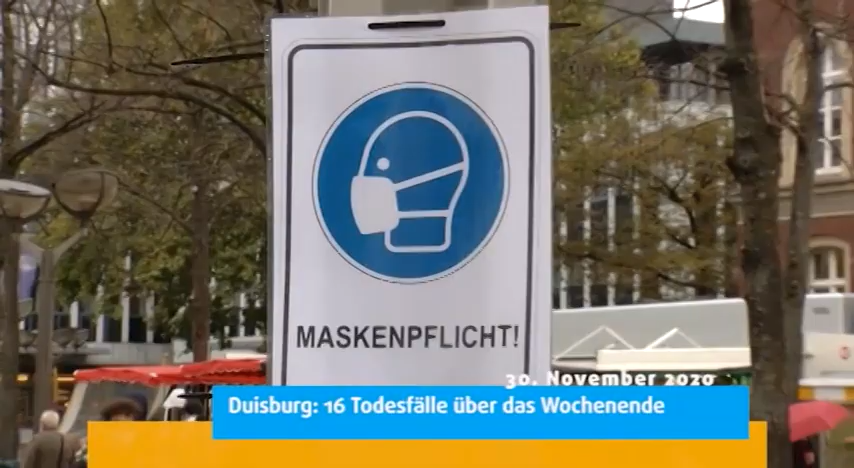 MASKENPFLICHT!
30. November 2020
Duisburg: 16 Todesfälle über das Wochenende